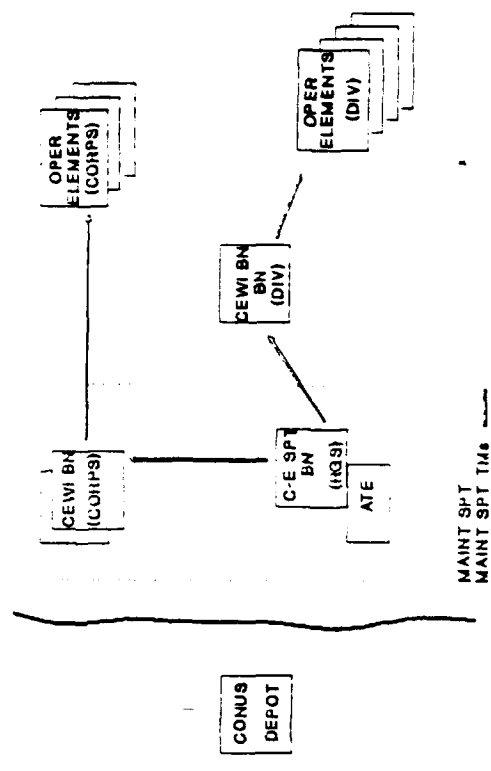 OPER
ELEMENTS
(CORPS)
OPER
ELEMENTS
(DIV)
CEWI BN
BN
(DIV)
CEWI BN
(CORPS)
C-E SPT
BN
(RGS)
ATE
MAINT SPT
MAINT SPT TMs
CONUS
DEPOT